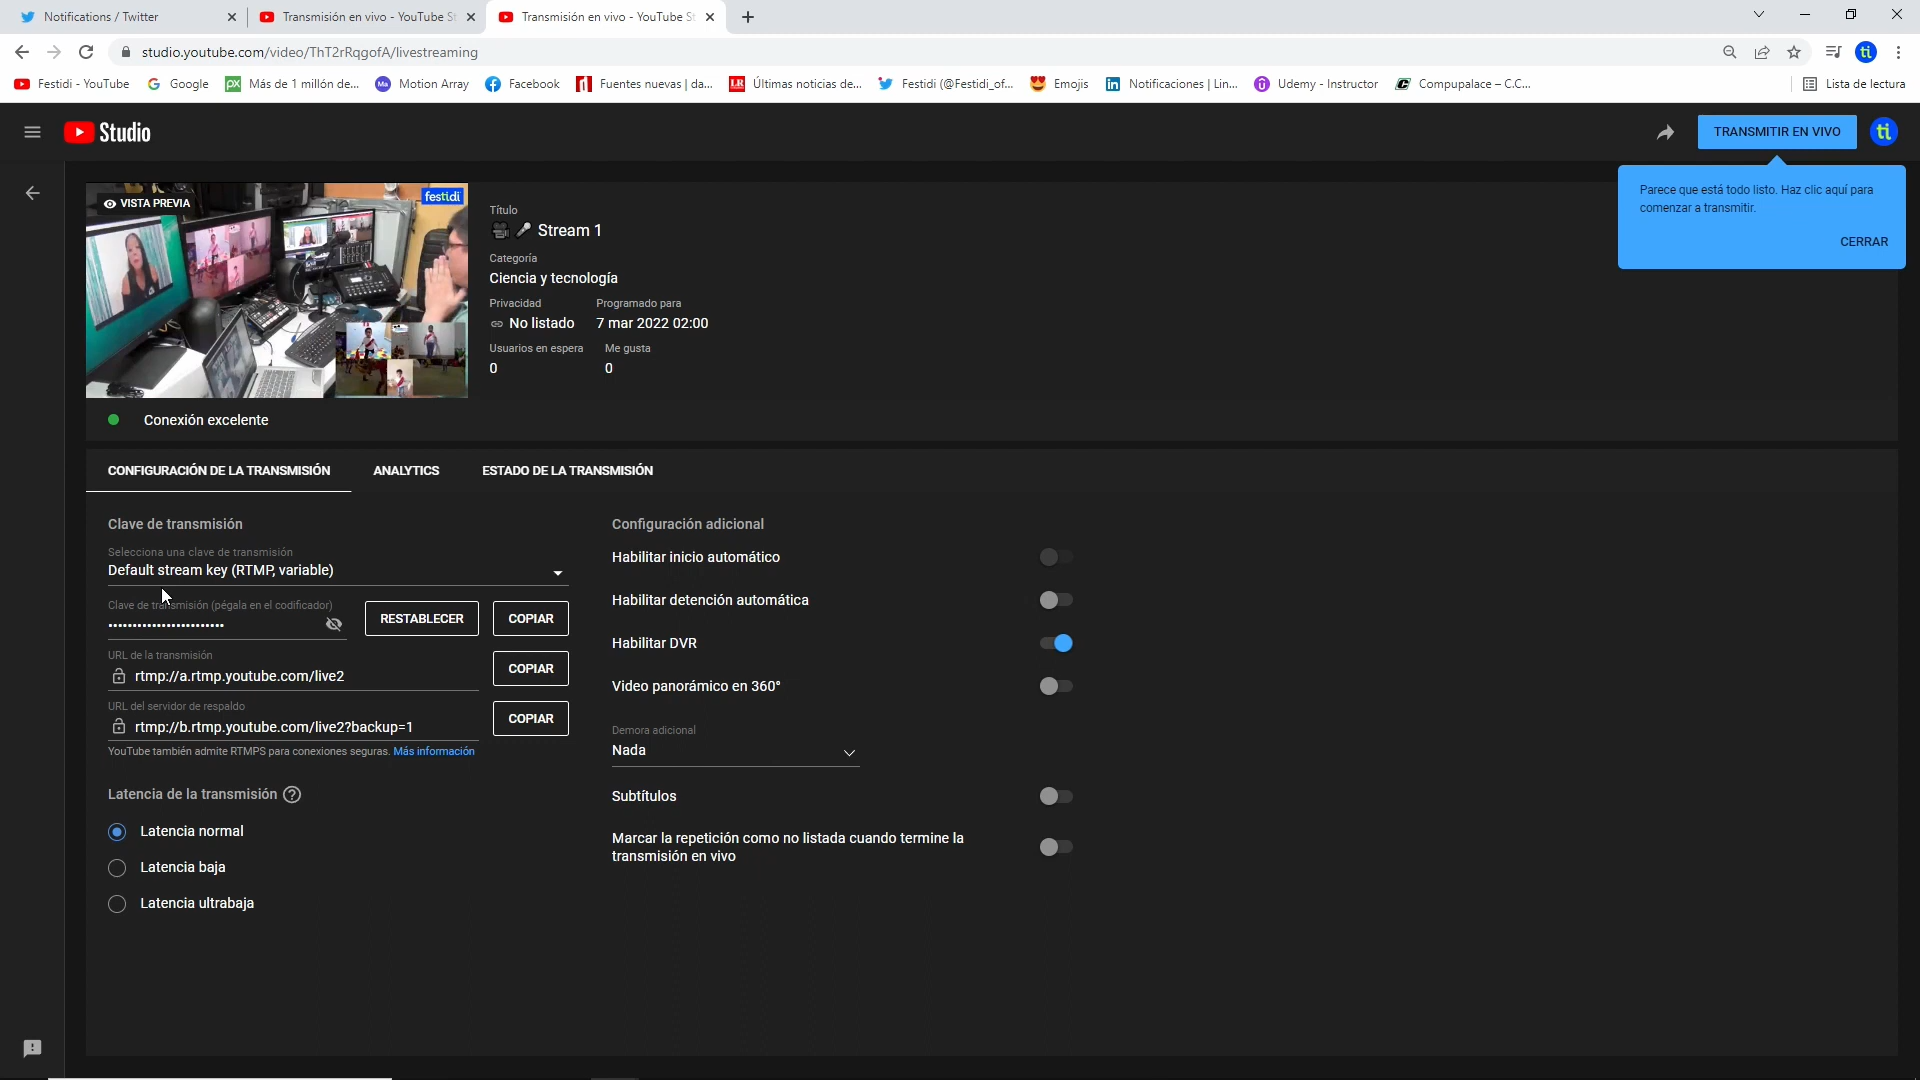 Notifications / Twitter
Transmisión en vivo - YouTube St
Transmisión en vivo - YouTube St
studio.youtube.com/video/ThT2rRqgofA/livestreaming
ti
Festidi - YouTube
Google
Más de 1 millón de...
Ma
Motion Array
Facebook
Fuentes nuevas | da...
LR
Últimas noticias de...
Festidi (@Festidi_of...
Emojis
in
Notificaciones | Lin...
Udemy - Instructor
Compupalace – C.C...
Lista de lectura
Studio
TRANSMITIR EN VIVO
ti
Parece que está todo listo. Haz clic aquí para
comenzar a transmitir.
CERRAR
VISTA PREVIA
festidi
Título
Stream 1
Categoría
Ciencia y tecnología
Privacidad
Programado para
No listado
7 mar 2022 02:00
Usuarios en espera
Me gusta
0
0
Conexión excelente
CONFIGURACIÓN DE LA TRANSMISIÓN
ANALYTICS
ESTADO DE LA TRANSMISIÓN
Clave de transmisión
Selecciona una clave de transmisión
Default stream key (RTMP, variable)
Clave de transmisión (pégala en el codificador)
••••••••••••••••••••••••
RESTABLECER
COPIAR
URL de la transmisión
rtmp://a.rtmp.youtube.com/live2
COPIAR
URL del servidor de respaldo
rtmp://b.rtmp.youtube.com/live2?backup=1
COPIAR
YouTube también admite RTMPS para conexiones seguras. Más información
Latencia de la transmisión
Latencia normal
Latencia baja
Latencia ultrabaja
Configuración adicional
Habilitar inicio automático
Habilitar detención automática
Habilitar DVR
Video panorámico en 360°
Demora adicional
Nada
Subtítulos
Marcar la repetición como no listada cuando termine la
transmisión en vivo